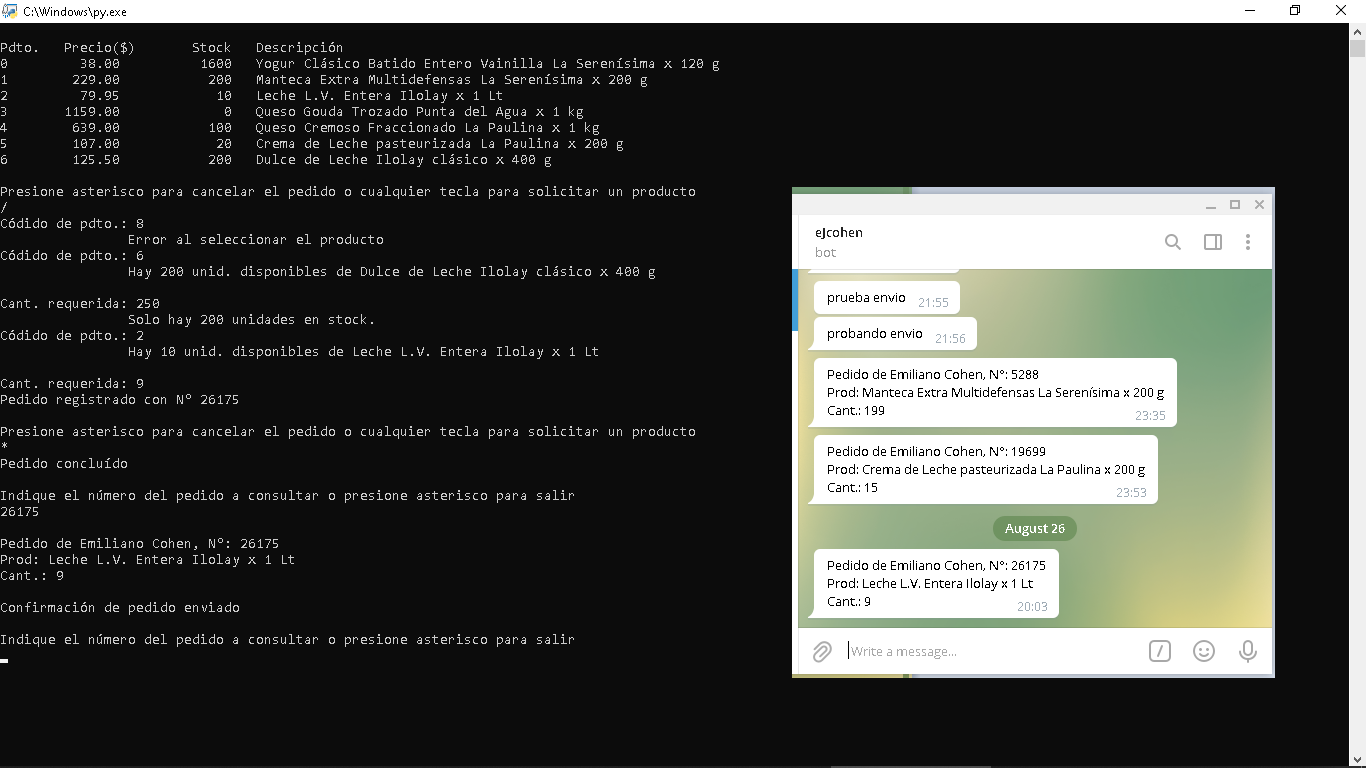 C:\Windows\py.exe
Pdto. Precio($) Stock Descripción
0 38.00 1600 Yogur Clásico Batido Entero Vainilla La Serenísima x 120 g
1 229.00 200 Manteca Extra Multidefensas La Serenísima x 200 g
2 79.95 10 Leche L.V. Entera Ilolay x 1 Lt
3 1159.00 0 Queso Gouda Trozado Punta del Agua x 1 kg
4 639.00 100 Queso Cremoso Fraccionado La Paulina x 1 kg
5 107.00 20 Crema de Leche pasteurizada La Paulina x 200 g
6 125.50 200 Dulce de Leche Ilolay clásico x 400 g
Presione asterisco para cancelar el pedido o cualquier tecla para solicitar un producto
/
Códido de pdto.: 8
Error al seleccionar el producto
Códido de pdto.: 6
Hay 200 unid. disponibles de Dulce de Leche Ilolay clásico x 400 g
Cant. requerida: 250
Solo hay 200 unidades en stock.
Códido de pdto.: 2
Hay 10 unid. disponibles de Leche L.V. Entera Ilolay x 1 Lt
Cant. requerida: 9
Pedido registrado con Nº 26175
Presione asterisco para cancelar el pedido o cualquier tecla para solicitar un producto
*
Pedido concluído
Indique el número del pedido a consultar o presione asterisco para salir
26175
Pedido de Emiliano Cohen, Nº: 26175
Prod: Leche L.V. Entera Ilolay x 1 Lt
Cant.: 9
Confirmación de pedido enviado
Indique el número del pedido a consultar o presione asterisco para salir
eJcohen
bot
prueba envio 21:55
probando envio 21:56
Pedido de Emiliano Cohen, Nº: 5288
Prod: Manteca Extra Multidefensas La Serenísima x 200 g
Cant.: 199
23:35
Pedido de Emiliano Cohen, Nº: 19699
Prod: Crema de Leche pasteurizada La Paulina x 200 g
Cant.: 15
23:53
August 26
Pedido de Emiliano Cohen, Nº: 26175
Prod: Leche L.V. Entera Ilolay x 1 Lt
Cant.: 9
20:03
Write a message...